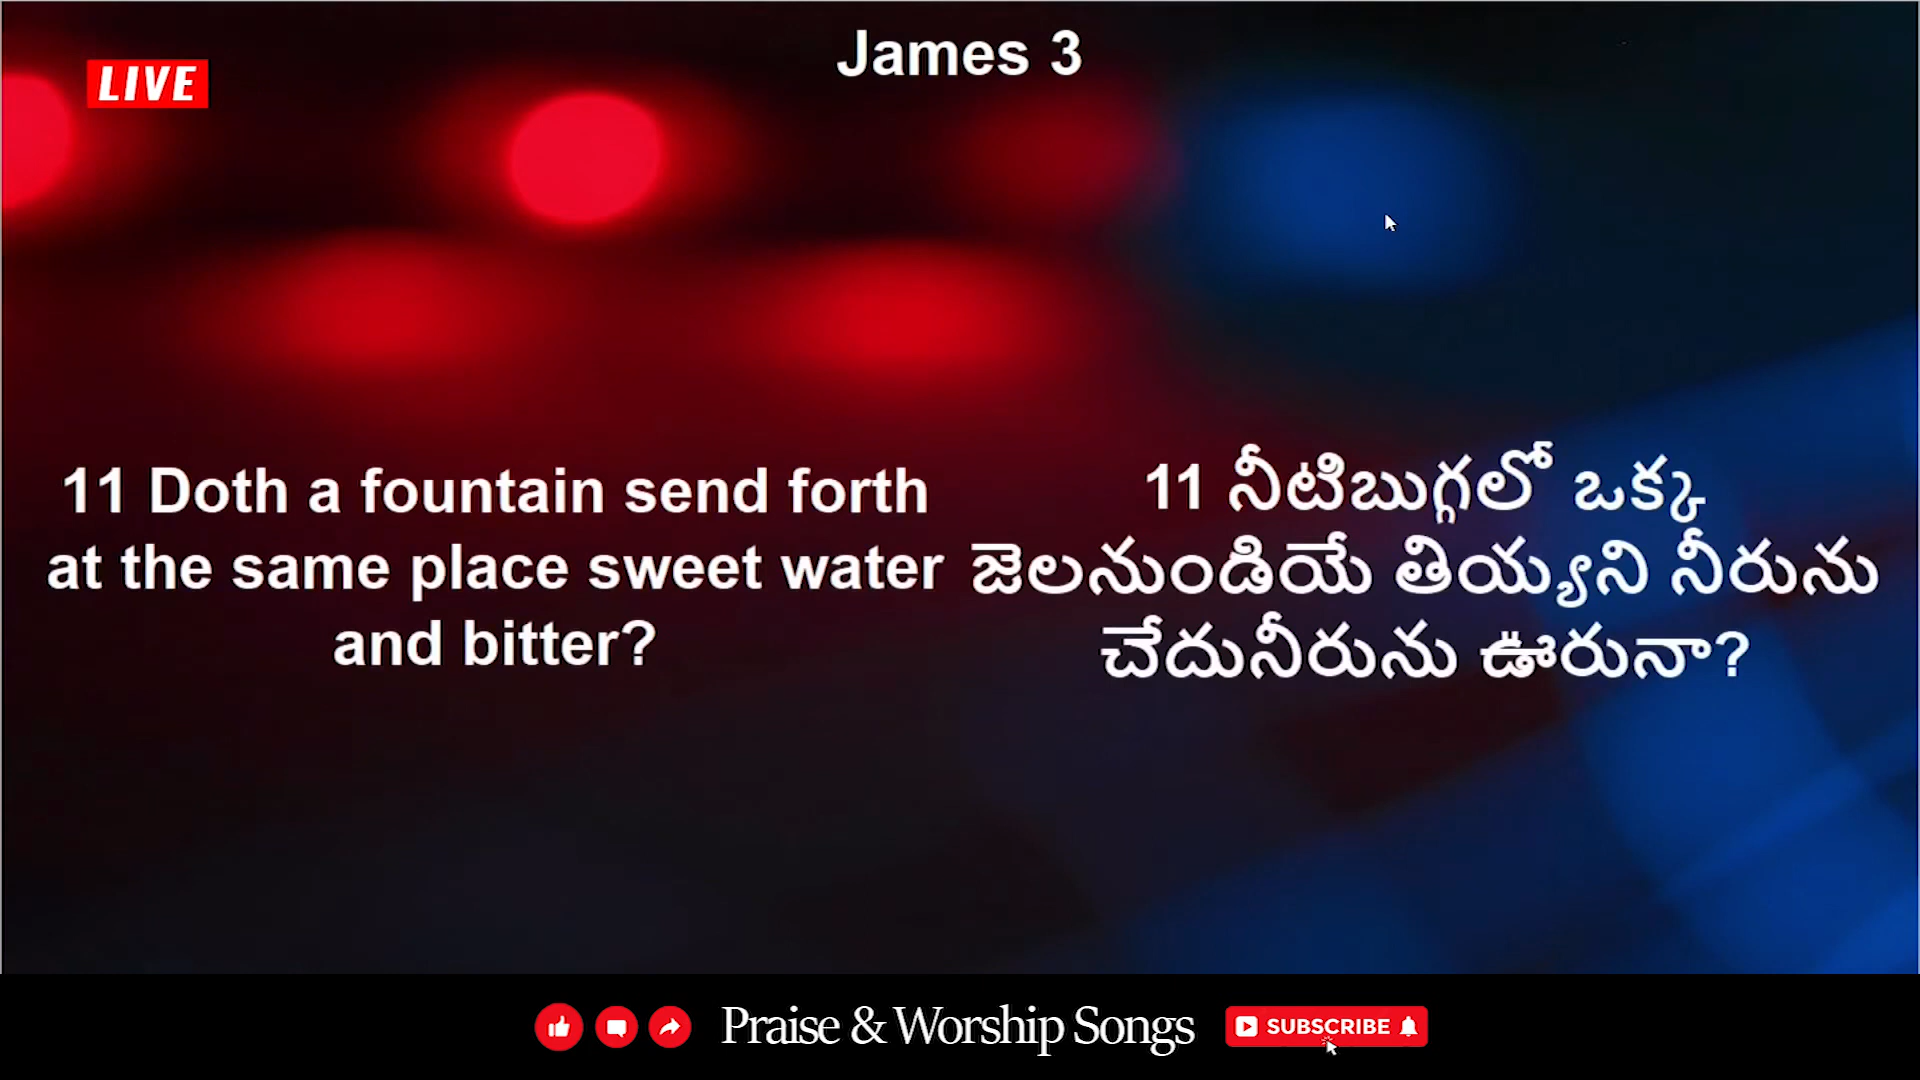 James 3
LIVE
11 Doth a fountain send forth
at the same place sweet water
and bitter?
11 నీటిబుగ్గలో ఒక్క
జెలనుండియే తియ్యని నీరును
చేదునీరును ఊరునా?
Praise & Worship Songs
SUBSCRIBE